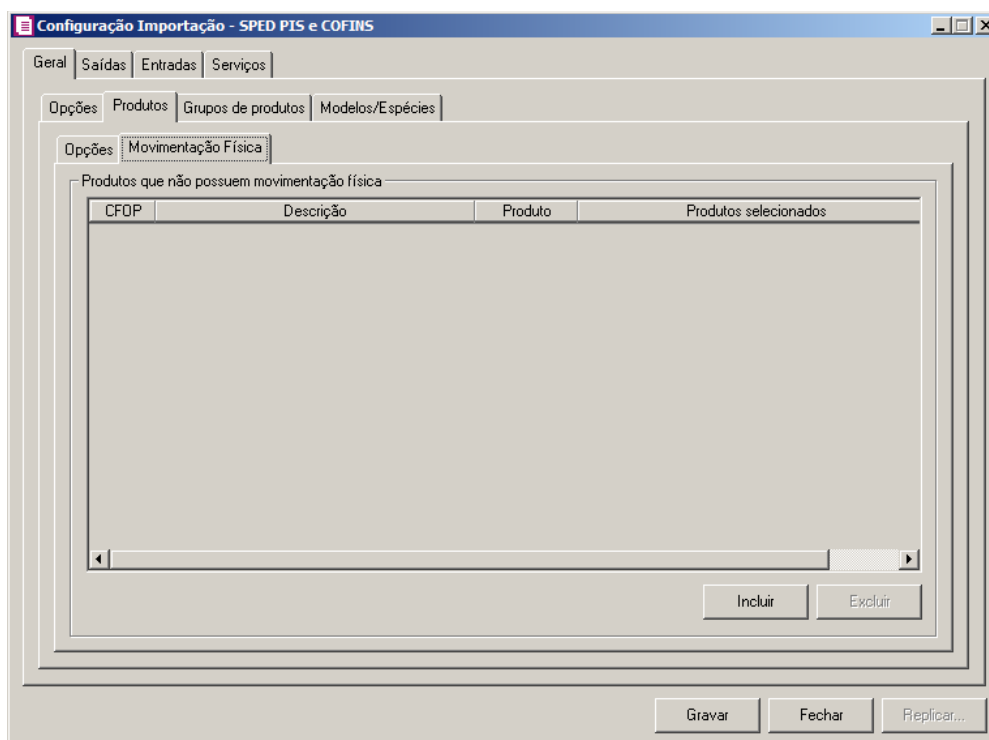 Configuração Importação - SPED PIS e COFINS
Geral Saídas Entradas Serviços
Opções Produtos Grupos de produtos Modelos/Espécies
Opções Movimentação Física
Produtos que não possuem movimentação física
CFOP Descrição Produto Produtos selecionados
Incluir Excluir
Gravar Fechar Replicar...